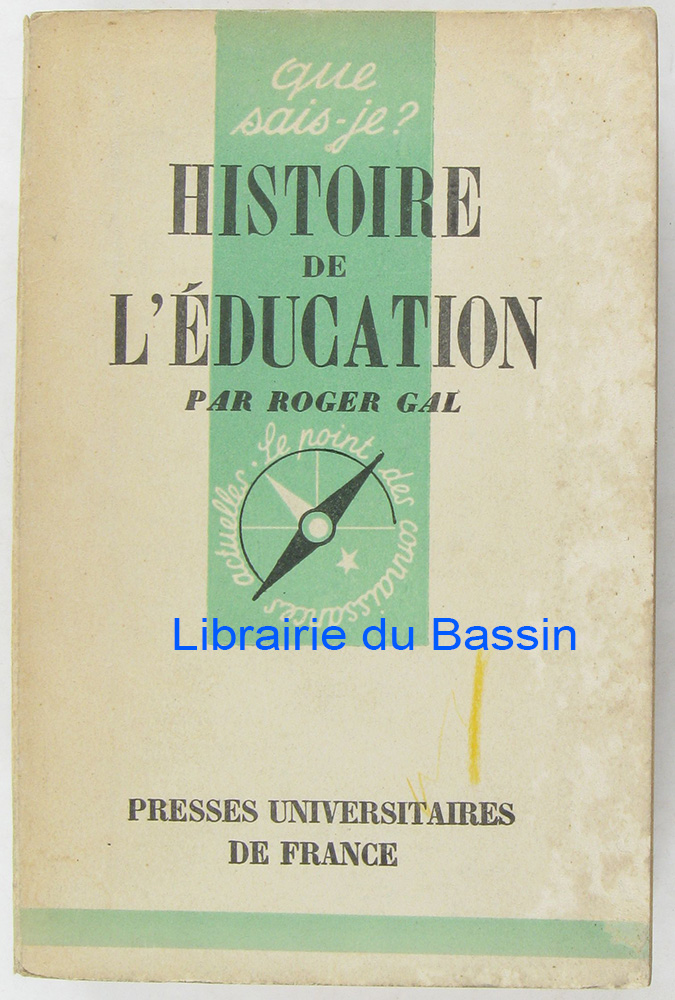 que
sais-je?
HISTOIRE
DE
L'ÉDUCATION
PAR ROGER GAL
le point des connaissances actuelles.
Librairie du Bassin
PRESSES UNIVERSITAIRES
DE FRANCE